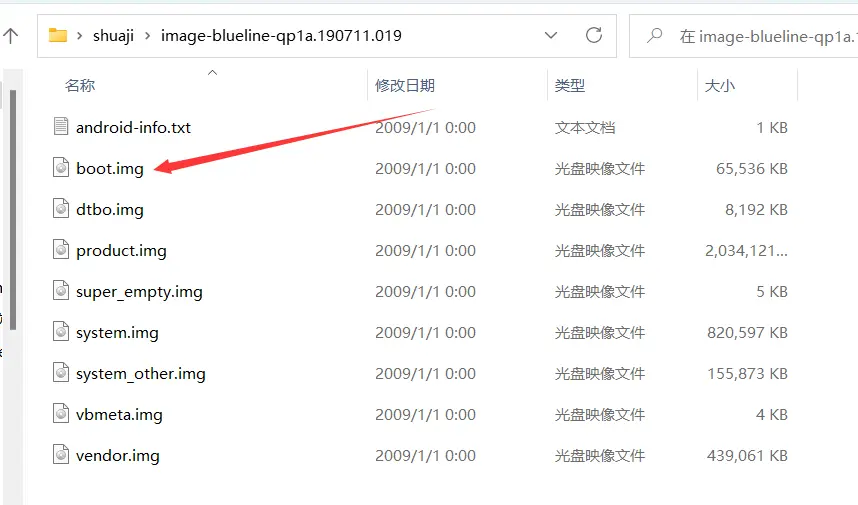 shuaji › image-blueline-qp1a.190711.019
在 image-blueline-qp1a.
名称 修改日期 类型 大小
android-info.txt 2009/1/1 0:00 文本文档 1 KB
boot.img 2009/1/1 0:00 光盘映像文件 65,536 KB
dtbo.img 2009/1/1 0:00 光盘映像文件 8,192 KB
product.img 2009/1/1 0:00 光盘映像文件 2,034,121...
super_empty.img 2009/1/1 0:00 光盘映像文件 5 KB
system.img 2009/1/1 0:00 光盘映像文件 820,597 KB
system_other.img 2009/1/1 0:00 光盘映像文件 155,873 KB
vbmeta.img 2009/1/1 0:00 光盘映像文件 4 KB
vendor.img 2009/1/1 0:00 光盘映像文件 439,061 KB